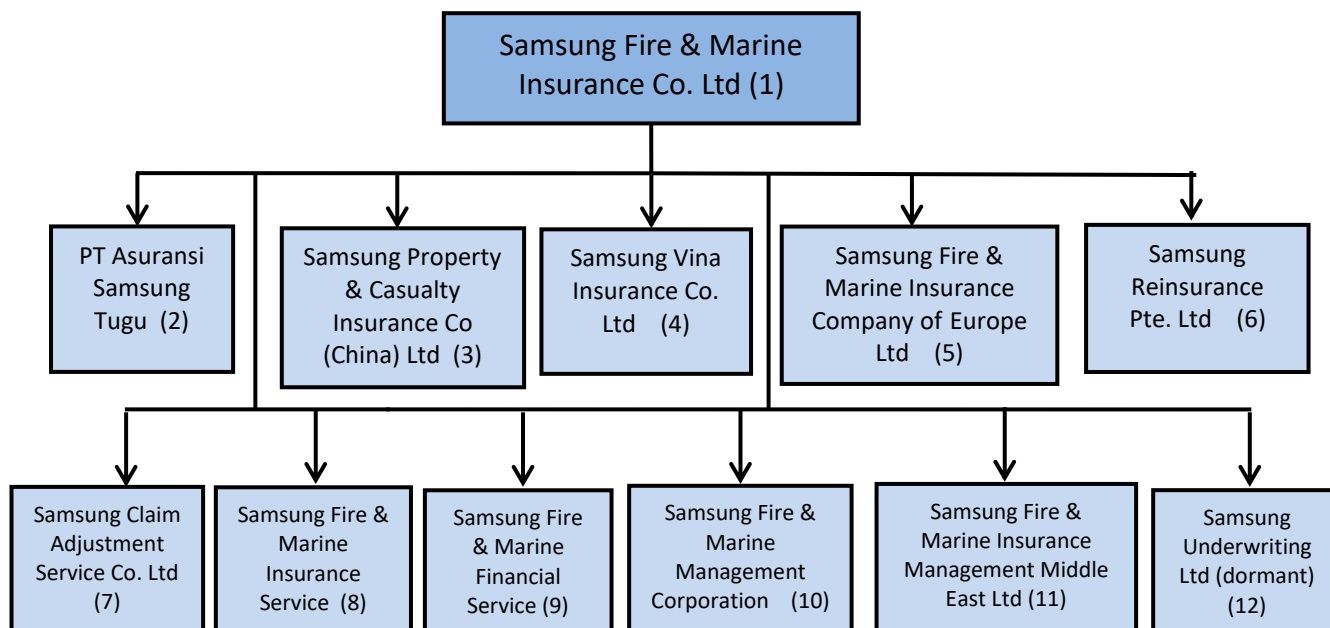 Samsung Fire & Marine
Insurance Co. Ltd (1)
PT Asuransi
Samsung
Tugu (2)
Samsung Property
& Casualty
Insurance Co
(China) Ltd (3)
Samsung Vina
Insurance Co.
Ltd (4)
Samsung Fire &
Marine Insurance
Company of Europe
Ltd (5)
Samsung
Reinsurance
Pte. Ltd (6)
Samsung Claim
Adjustment
Service Co. Ltd
(7)
Samsung Fire &
Marine
Insurance
Service (8)
Samsung Fire
& Marine
Financial
Service (9)
Samsung Fire &
Marine
Management
Corporation (10)
Samsung Fire &
Marine Insurance
Management Middle
East Ltd (11)
Samsung
Underwriting
Ltd (dormant)
(12)